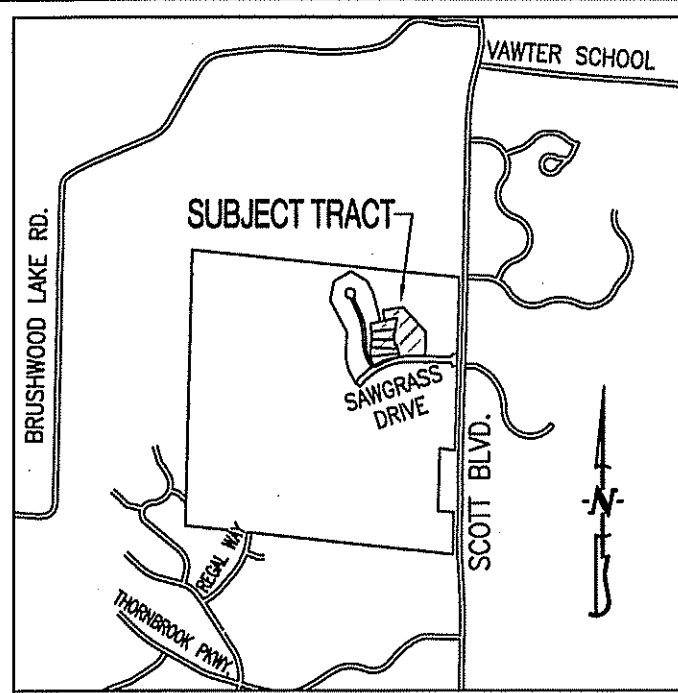 VAWTER SCHOOL
SUBJECT TRACT
BRUSHWOOD LAKE RD.
SAWGRASS
DRIVE
SCOTT BLVD.
-N-
REGAL WAY
THORNBROOK PKWY.